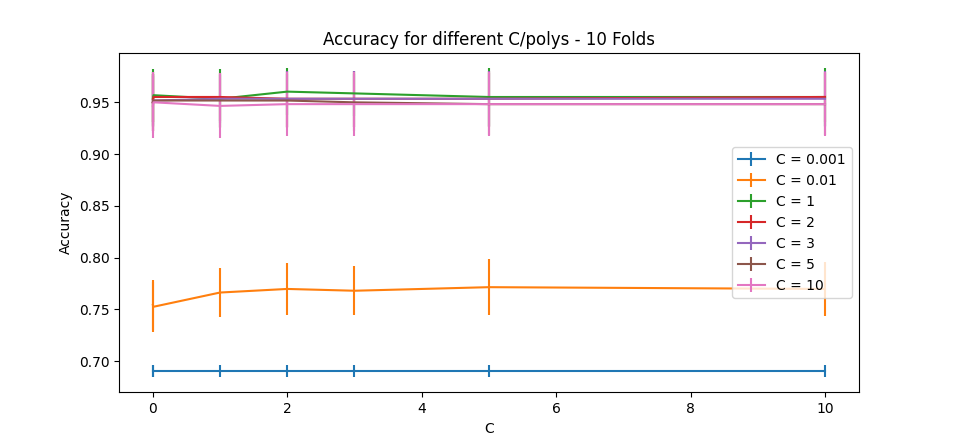 Accuracy for different C/polys - 10 Folds
Accuracy
0.95
0.90
0.85
0.80
0.75
0.70
C = 0.001
C = 0.01
C = 1
C = 2
C = 3
C = 5
C = 10
0 2 4 6 8 10
C